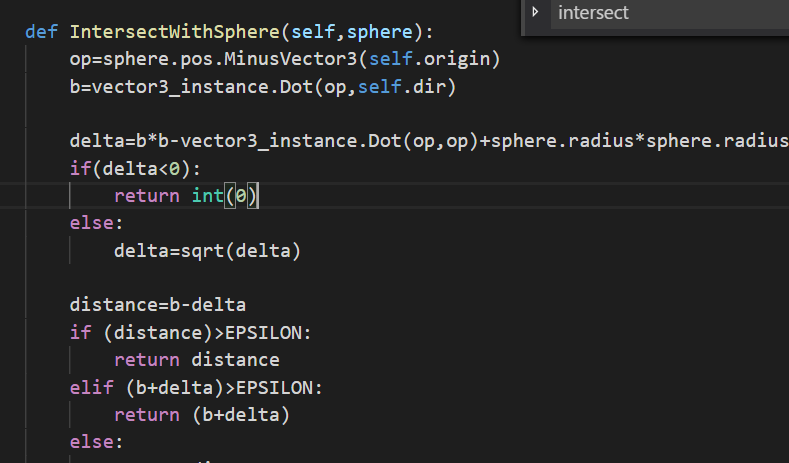 intersect
def IntersectWithSphere(self,sphere):
op=sphere.pos.MinusVector3(self.origin)
b=vector3_instance.Dot(op,self.dir)
delta=b*b-vector3_instance.Dot(op,op)+sphere.radius*sphere.radius
if(delta<0):
return int(0)
else:
delta=sqrt(delta)
distance=b-delta
if (distance)>EPSILON:
return distance
elif (b+delta)>EPSILON:
return (b+delta)
else: